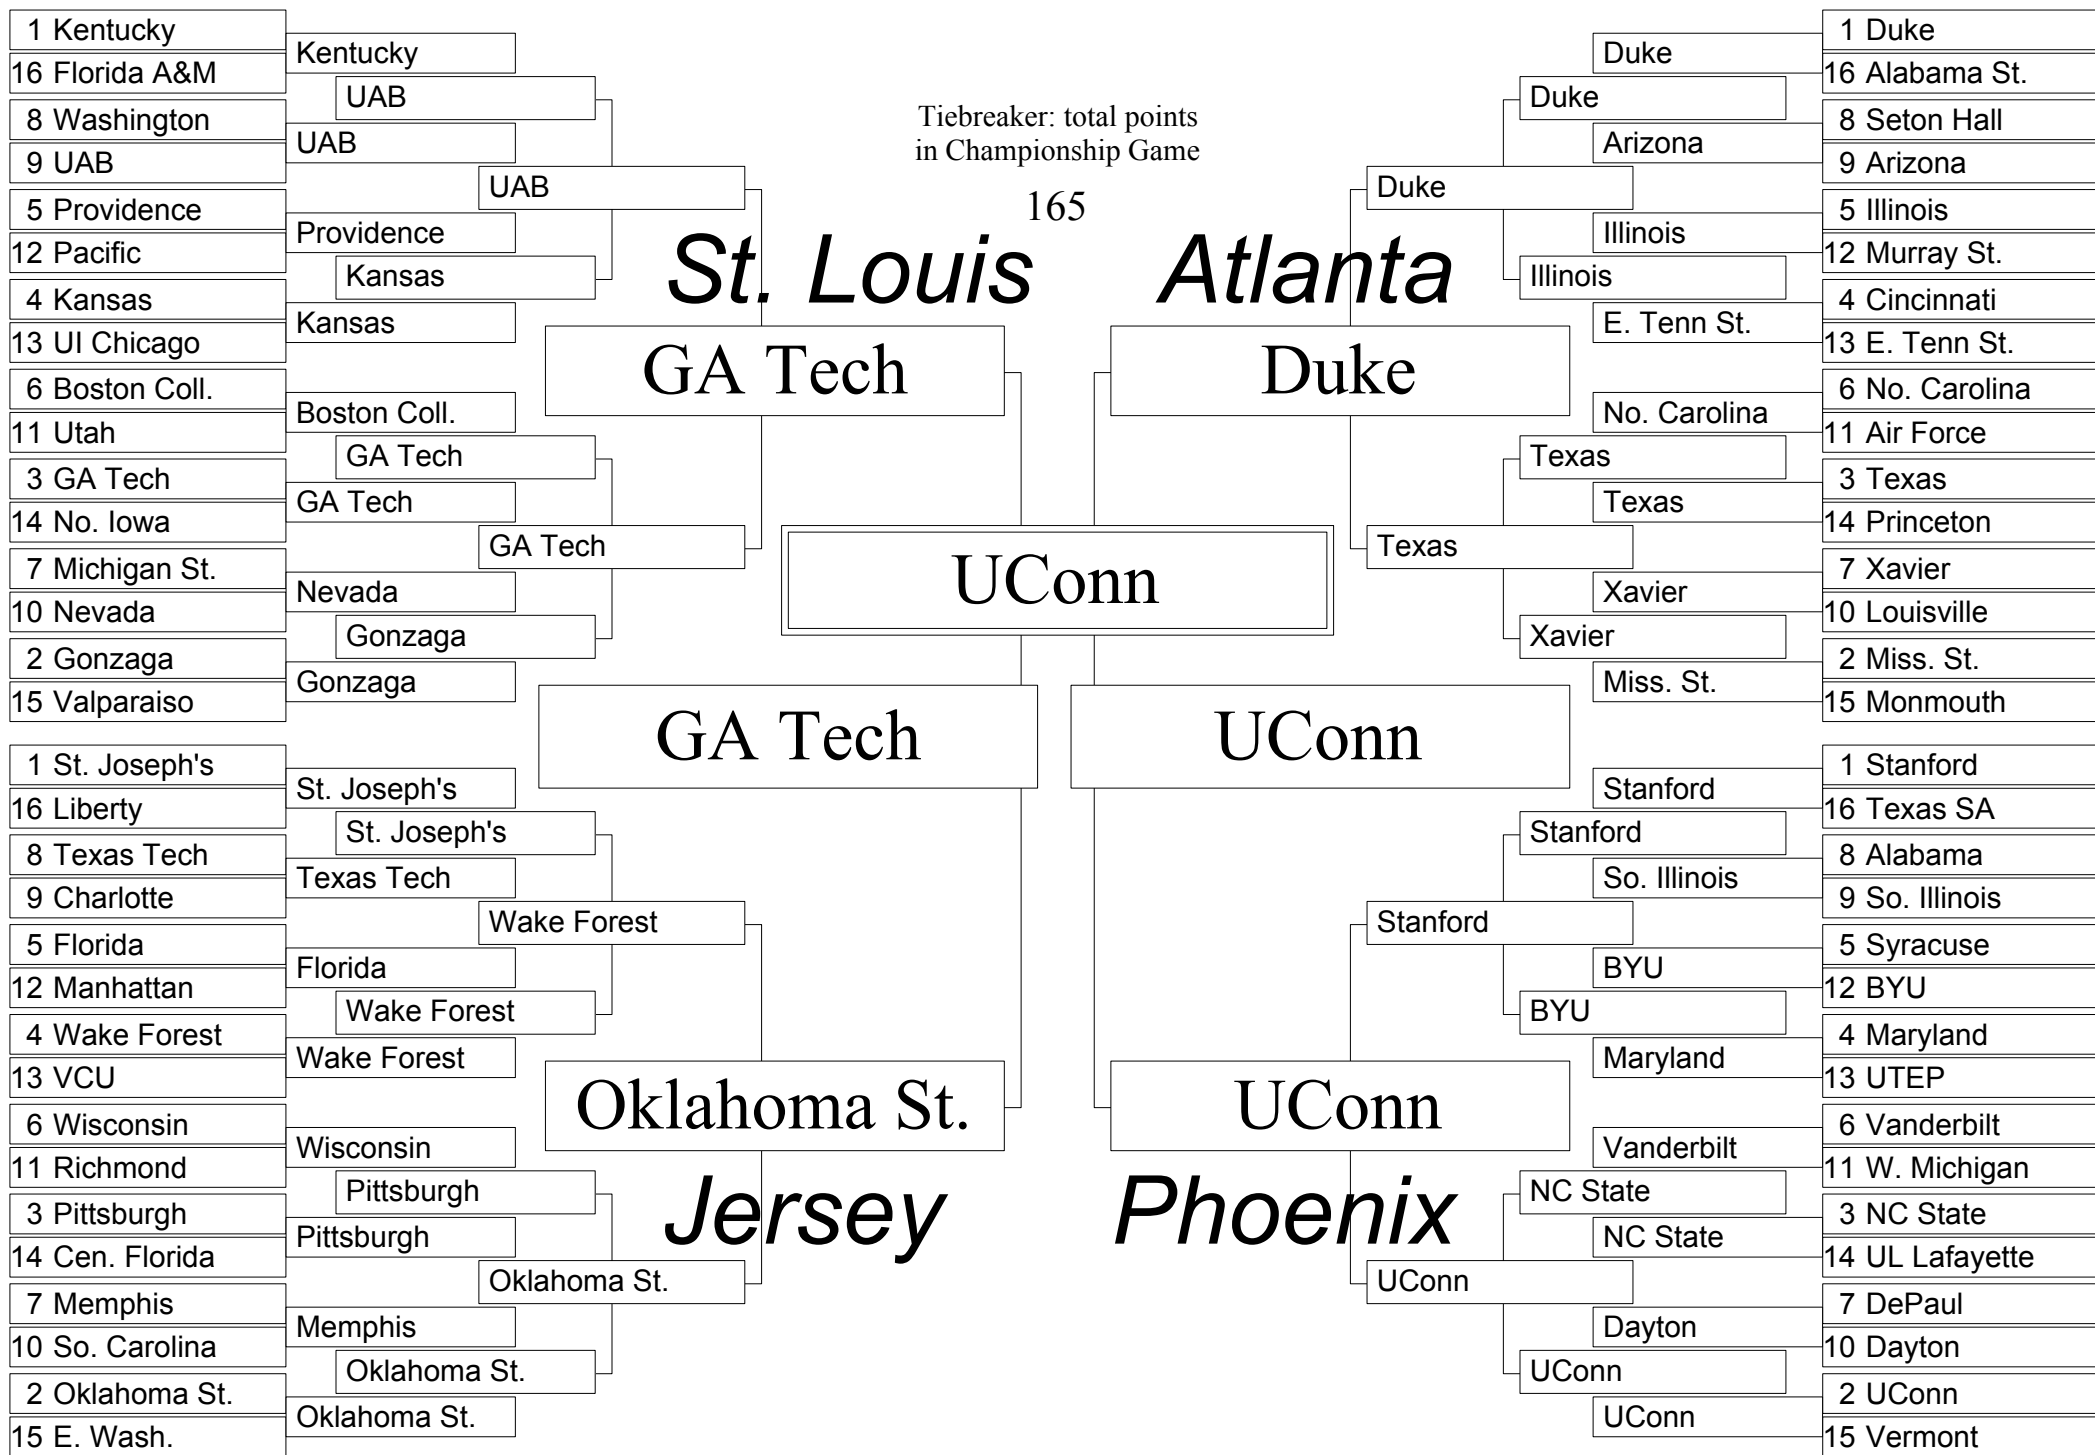 1 Kentucky
16 Florida A&M
8 Washington
9 UAB
5 Providence
12 Pacific
4 Kansas
13 UI Chicago
6 Boston Coll.
11 Utah
3 GA Tech
14 No. Iowa
7 Michigan St.
10 Nevada
2 Gonzaga
15 Valparaiso
Kentucky
UAB
Providence
Kansas
Boston Coll.
GA Tech
Nevada
Gonzaga
UAB
Kansas
GA Tech
Gonzaga
UAB
GA Tech
St. Louis
GA Tech
1 St. Joseph's
16 Liberty
8 Texas Tech
9 Charlotte
5 Florida
12 Manhattan
4 Wake Forest
13 VCU
6 Wisconsin
11 Richmond
3 Pittsburgh
14 Cen. Florida
7 Memphis
10 So. Carolina
2 Oklahoma St.
15 E. Wash.
St. Joseph's
Texas Tech
Florida
Wake Forest
Wisconsin
Pittsburgh
Memphis
Oklahoma St.
St. Joseph's
Wake Forest
Pittsburgh
Oklahoma St.
Wake Forest
Oklahoma St.
Oklahoma St.
Jersey
Tiebreaker: total points
in Championship Game
165
UConn
GA Tech
UConn
Atlanta
Duke
Duke
Texas
Duke
Illinois
Texas
Xavier
Duke
Arizona
Illinois
E. Tenn St.
No. Carolina
Texas
Xavier
Miss. St.
1 Duke
16 Alabama St.
8 Seton Hall
9 Arizona
5 Illinois
12 Murray St.
4 Cincinnati
13 E. Tenn St.
6 No. Carolina
11 Air Force
3 Texas
14 Princeton
7 Xavier
10 Louisville
2 Miss. St.
15 Monmouth
UConn
Phoenix
Stanford
UConn
Stanford
BYU
NC State
UConn
Stanford
So. Illinois
BYU
Maryland
Vanderbilt
NC State
Dayton
UConn
1 Stanford
16 Texas SA
8 Alabama
9 So. Illinois
5 Syracuse
12 BYU
4 Maryland
13 UTEP
6 Vanderbilt
11 W. Michigan
3 NC State
14 UL Lafayette
7 DePaul
10 Dayton
2 UConn
15 Vermont